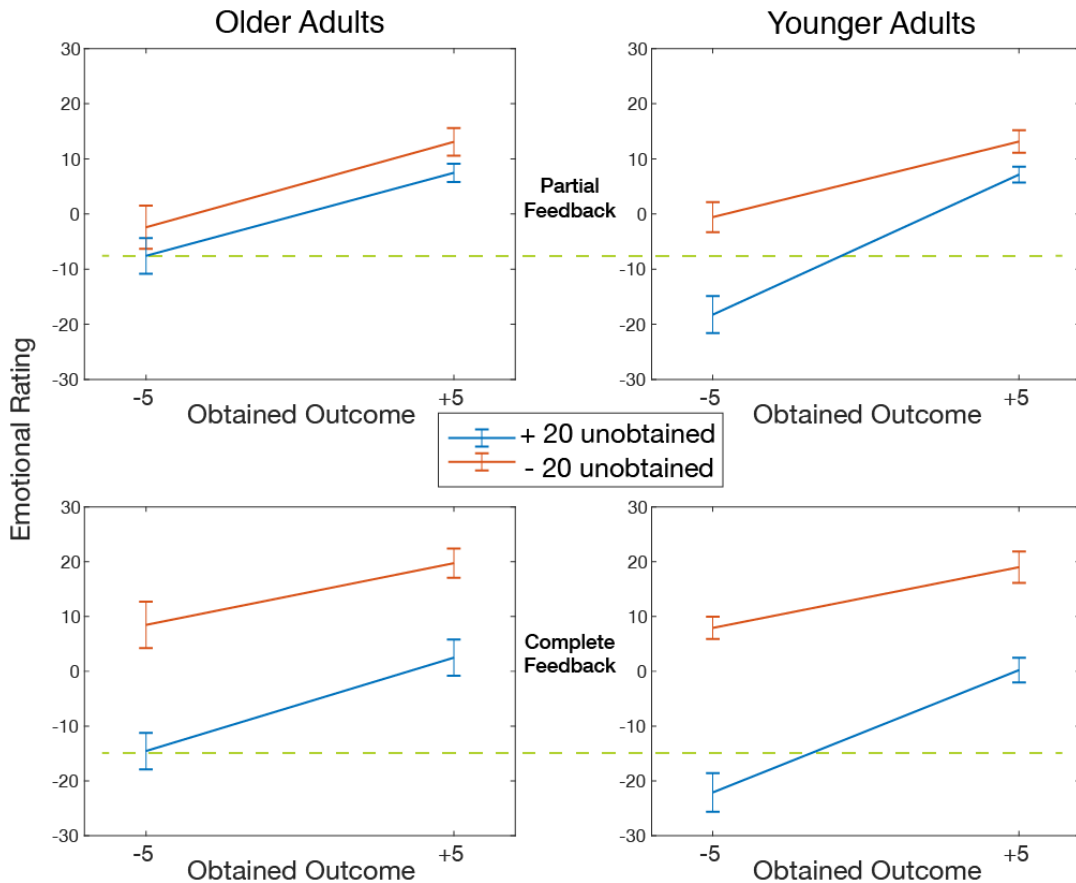 Older Adults
Younger Adults
Emotional Rating
30
20
10
0
-10
-20
-30
-5
+5
Obtained Outcome
Partial
Feedback
30
20
10
0
-10
-20
-30
-5
+5
Obtained Outcome
+ 20 unobtained
- 20 unobtained
30
20
10
0
-10
-20
-30
-5
+5
Obtained Outcome
Complete
Feedback
30
20
10
0
-10
-20
-30
-5
+5
Obtained Outcome